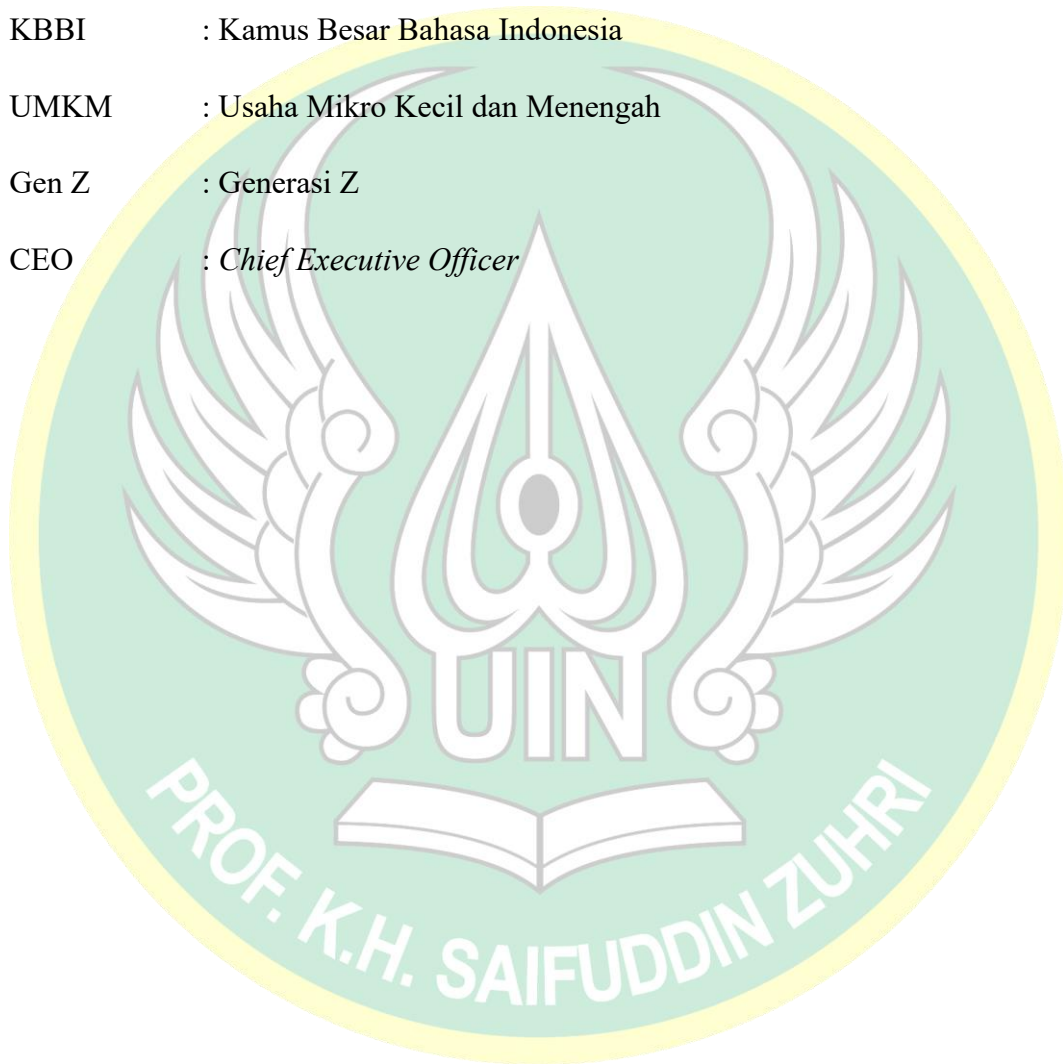 KBBI : Kamus Besar Bahasa Indonesia
UMKM : Usaha Mikro Kecil dan Menengah
Gen Z : Generasi Z
CEO : Chief Executive Officer
UIN
PROF. K.H. SAIFUDDIN ZUHRI